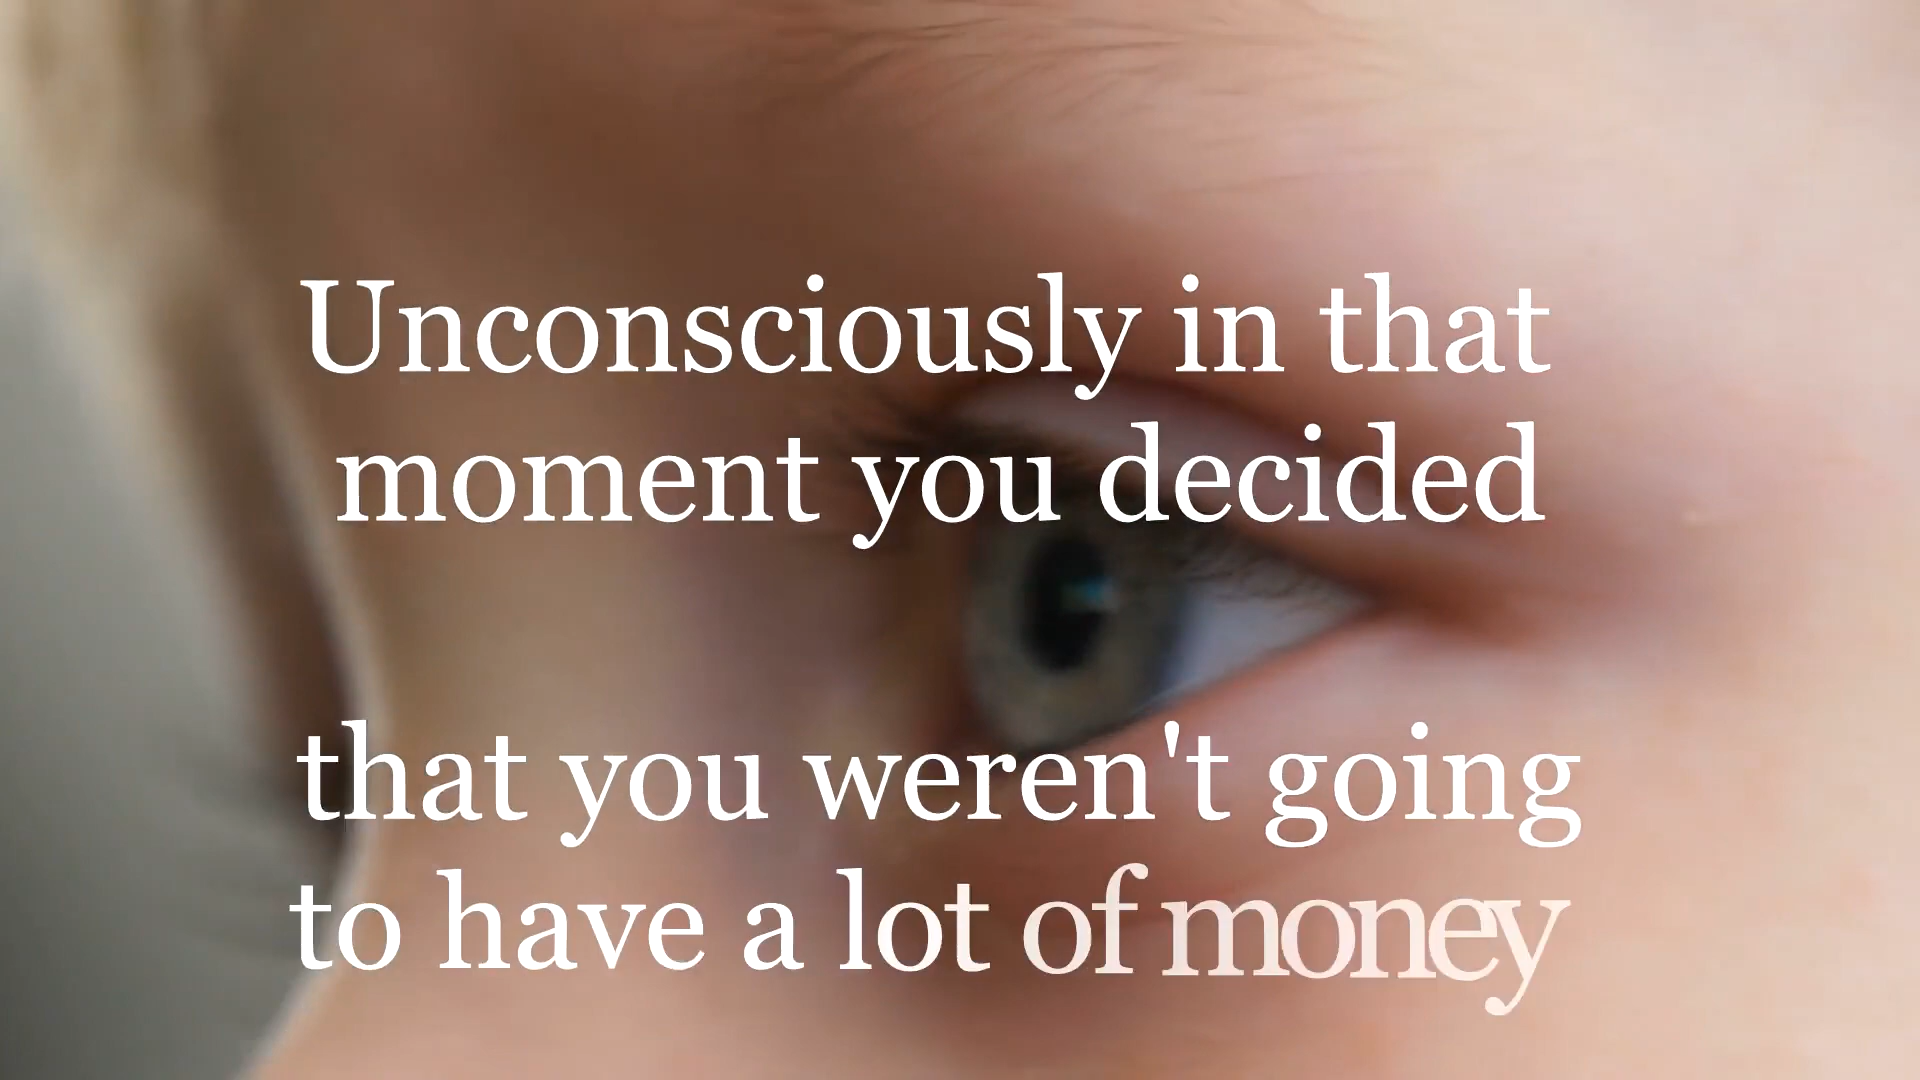 Unconsciously in that
moment you decided
that you weren't going
to have a lot of money